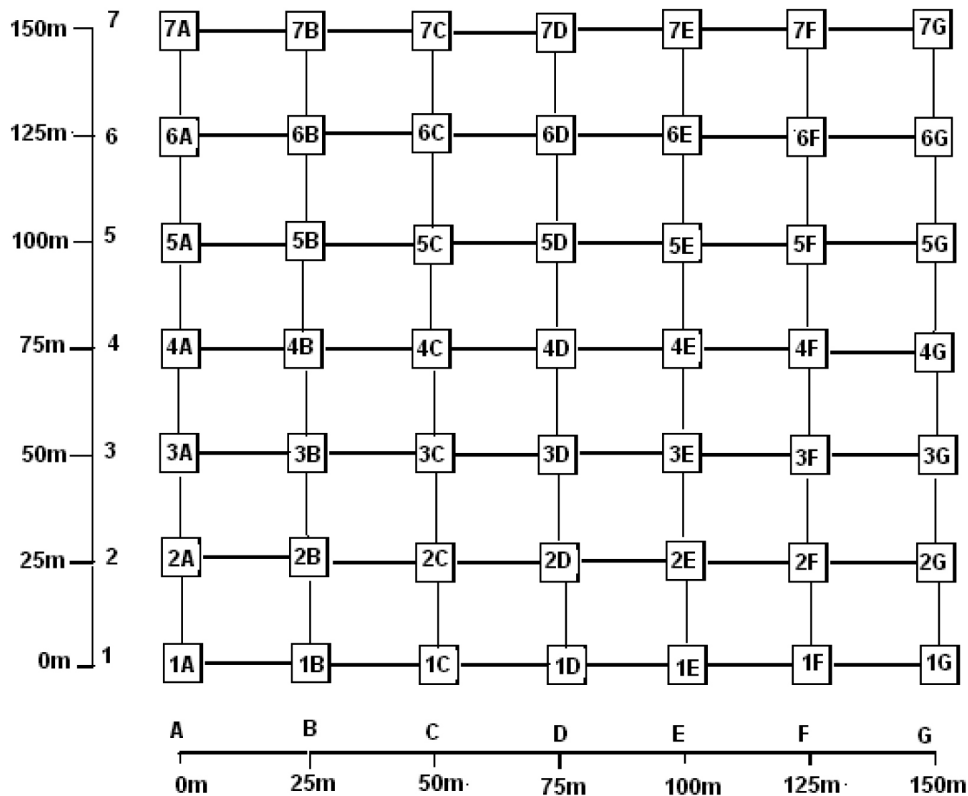 150m 7 7A 7B 7C 7D 7E 7F 7G
125m 6 6A 6B 6C 6D 6E 6F 6G
100m 5 5A 5B 5C 5D 5E 5F 5G
75m 4 4A 4B 4C 4D 4E 4F 4G
50m 3 3A 3B 3C 3D 3E 3F 3G
25m 2 2A 2B 2C 2D 2E 2F 2G
0m 1 1A 1B 1C 1D 1E 1F 1G
A B C D E F G
0m 25m 50m 75m 100m 125m 150m